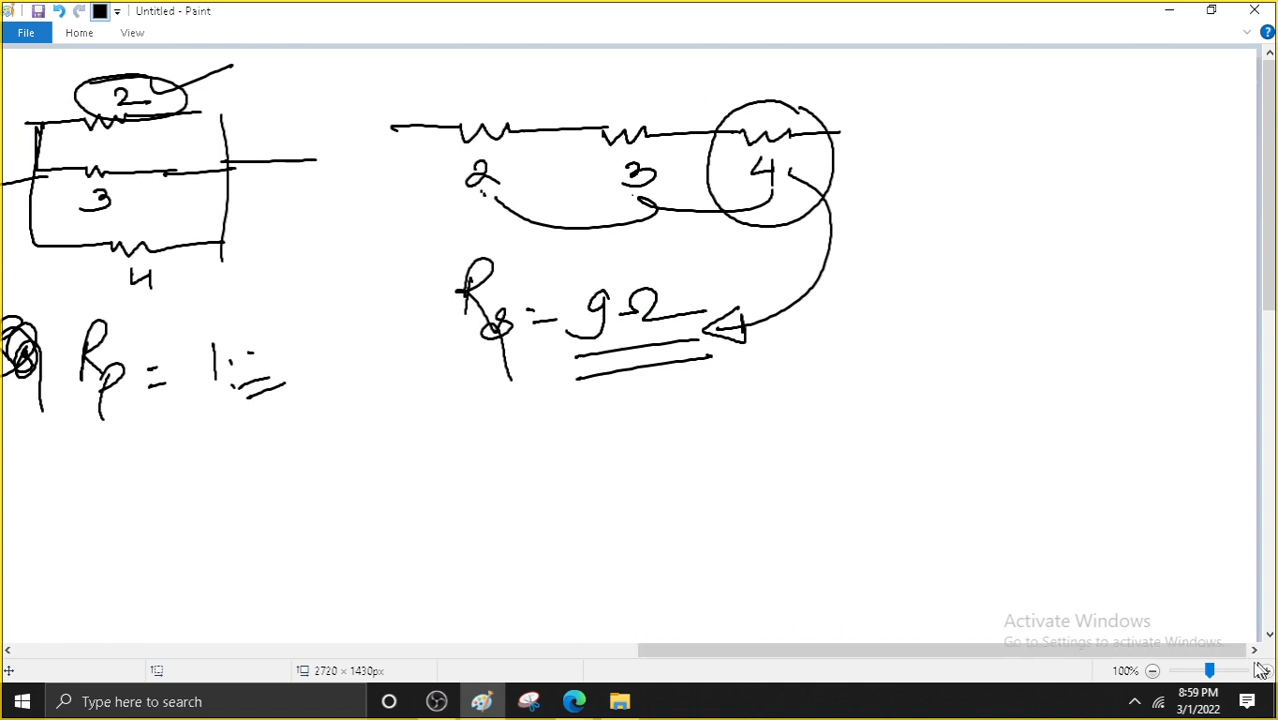 Untitled - Paint
File Home View
2
3
4
2 3 4
Rs = 9Ω
Rp = 1.
Activate Windows
Go to Settings to activate Windows.
2720 × 1430px
100%
Type here to search
8:59 PM
3/1/2022